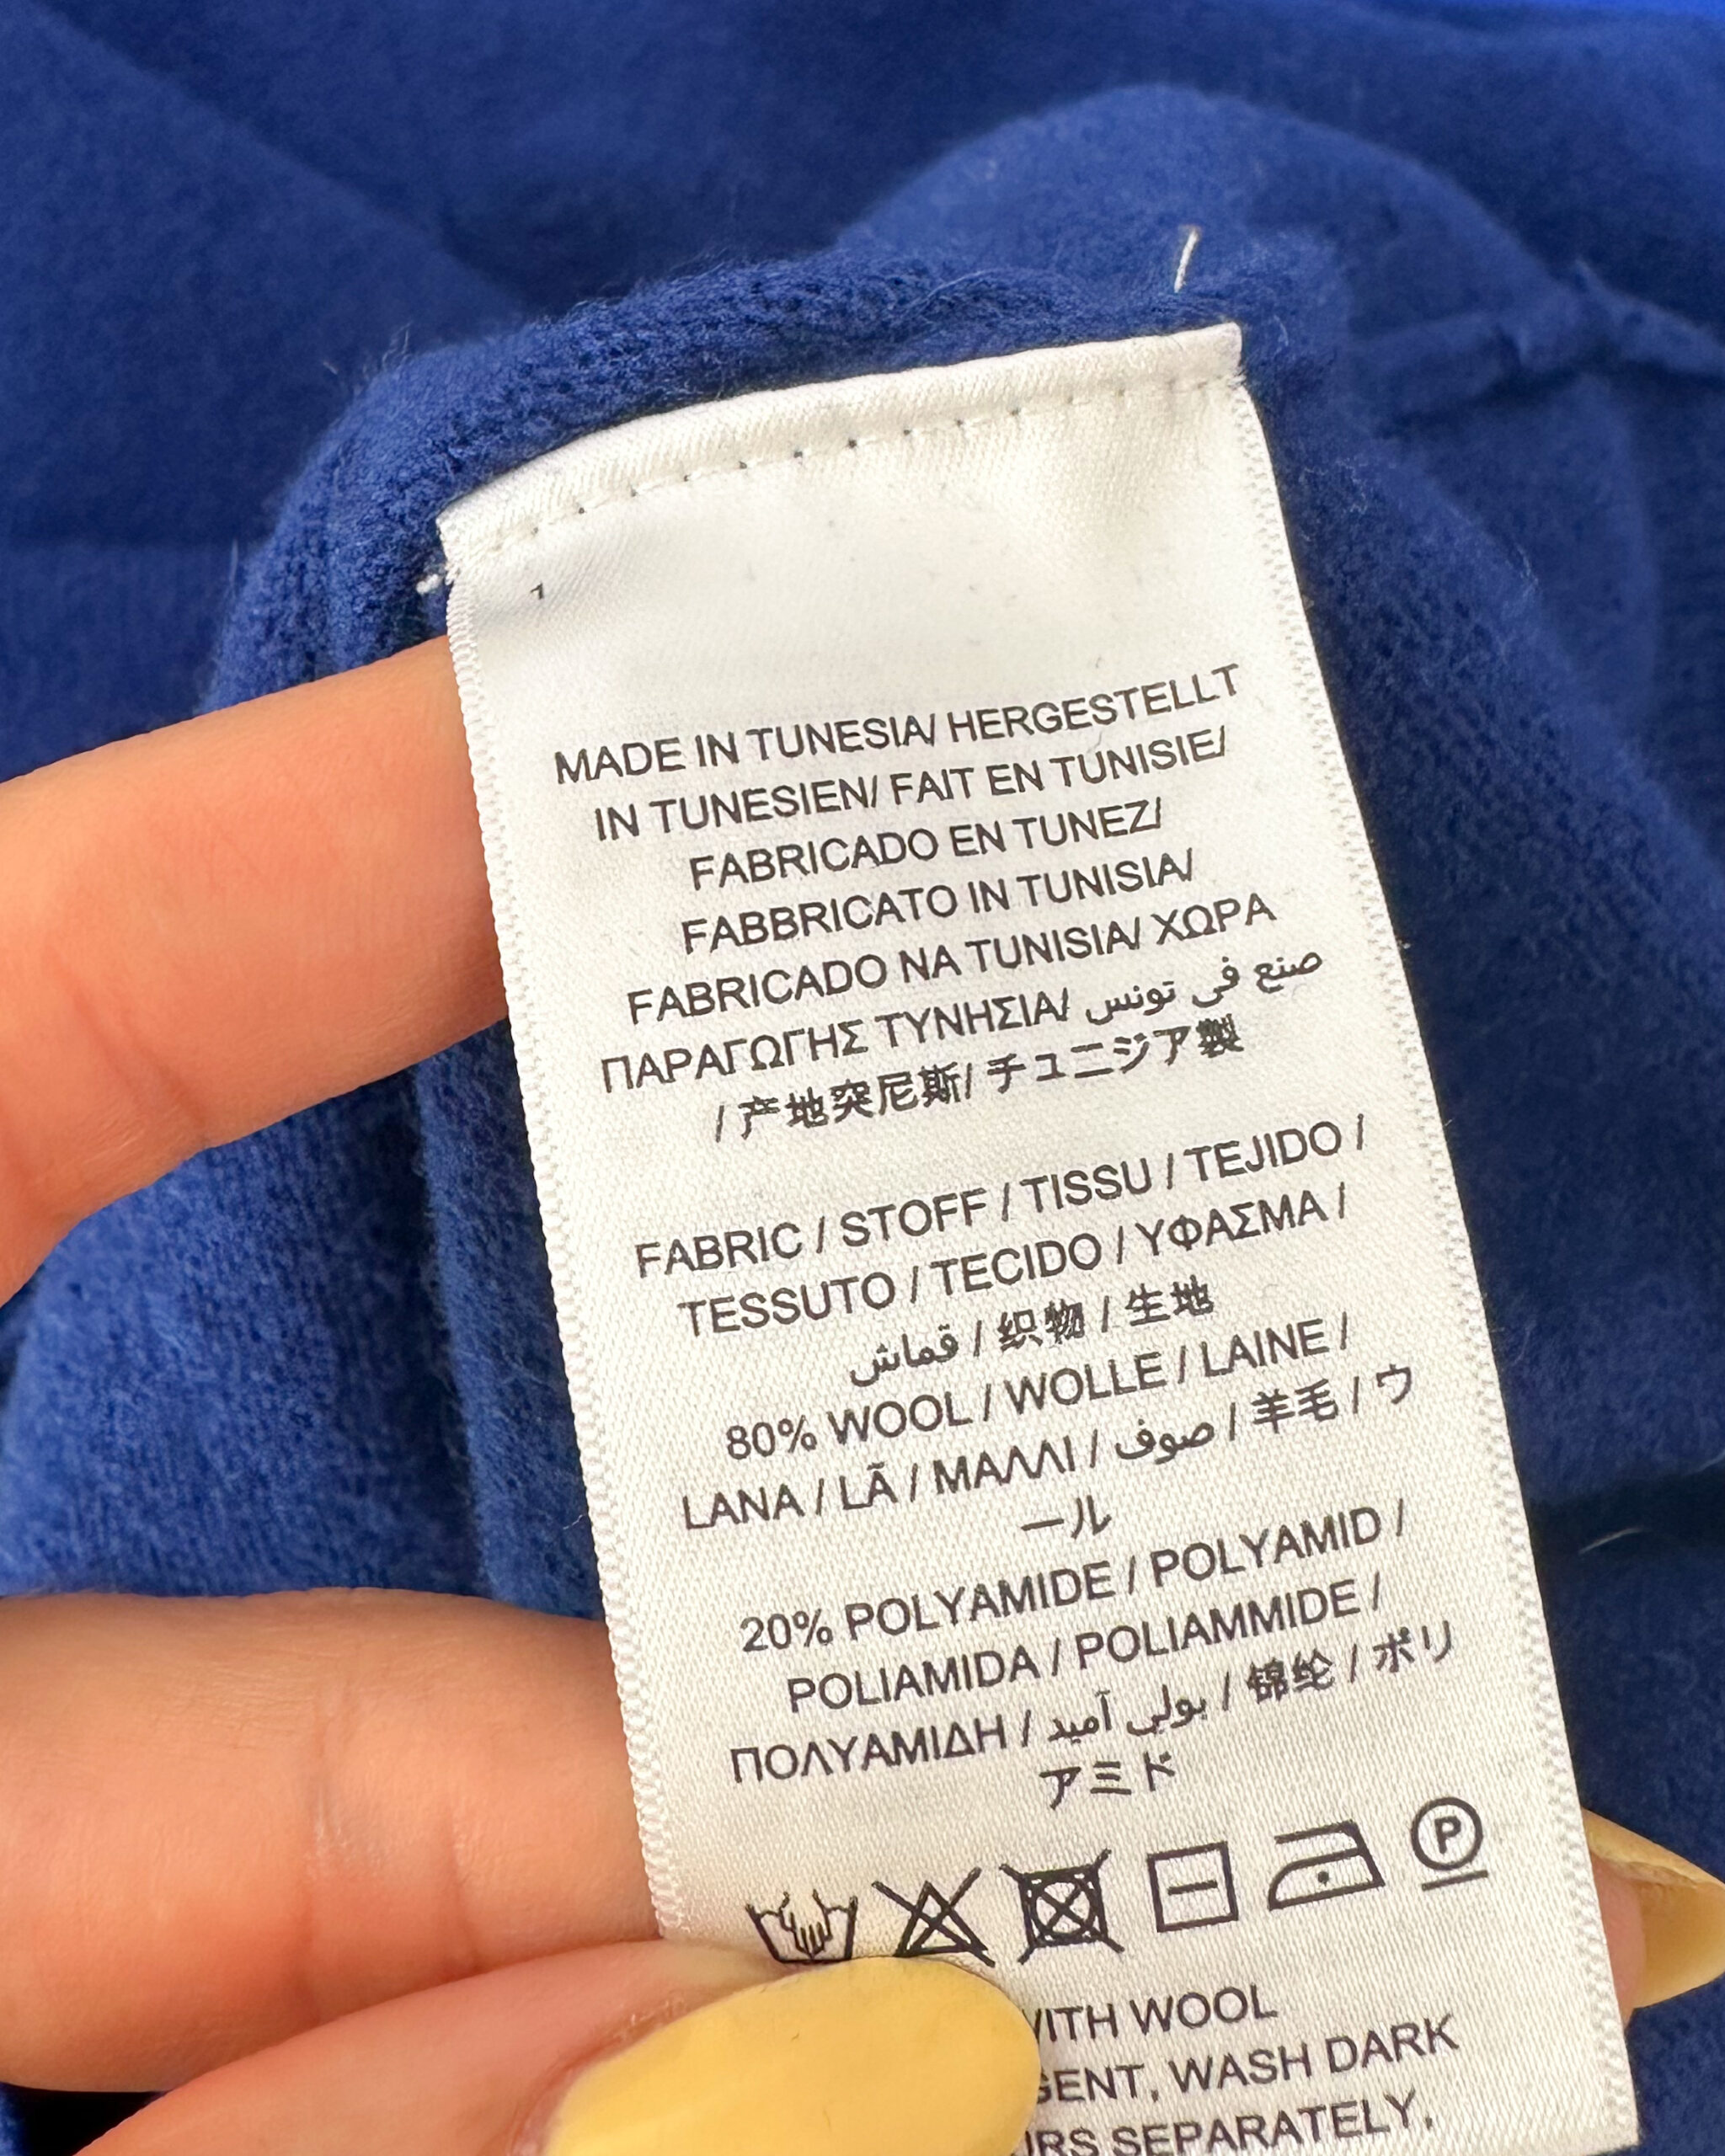 MADE IN TUNESIA/ HERGESTELLT
IN TUNESIEN/ FAIT EN TUNISIE/
FABRICADO EN TUNEZ/
FABBRICATO IN TUNISIA/
FABRICADO NA TUNISIA/ ΧΩΡΑ
ΠΑΡΑΓΩΓΗΣ ΤΥΝΗΣΙΑ/ صنع في تونس
/ 产地突尼斯/ チュニジア製
FABRIC / STOFF / TISSU / TEJIDO /
TESSUTO / TECIDO / ΥΦΑΣΜΑ /
قماش / 织物 / 生地
80% WOOL / WOLLE / LAINE /
LANA / LÃ / ΜΑΛΛΙ / صوف / 羊毛 / ウ
ール
20% POLYAMIDE / POLYAMID /
POLIAMIDA / POLIAMMIDE /
ΠΟΛΥΑΜΙΔΗ / بولي آميد / 锦纶 / ポリ
アミド
P
WITH WOOL
WASH DARK
SEPARATELY,